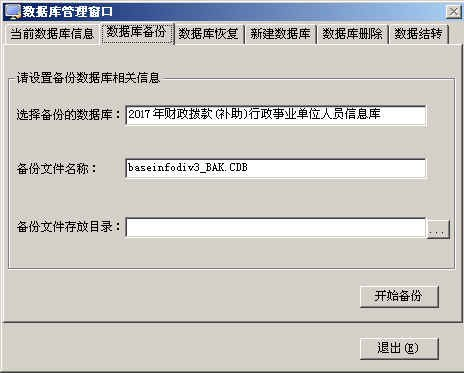 数据库管理窗口
当前数据库信息 数据库备份 数据库恢复 新建数据库 数据库删除 数据结转
请设置备份数据库相关信息
选择备份的数据库： 2017年财政拨款(补助)行政事业单位人员信息库
备份文件名称： baseinfodiv3_BAK.CDB
备份文件存放目录： ...
开始备份
退出(E)